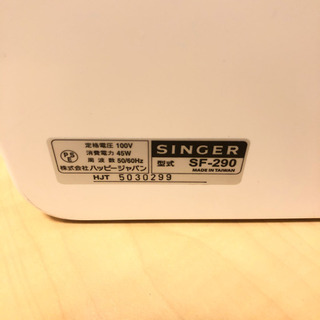 PSE
定格電圧 100V
消費電力 45W
周波数 50/60Hz
株式会社 ハッピージャパン
HJT 5030299
SINGER
型式 SF-290
MADE IN TAIWAN